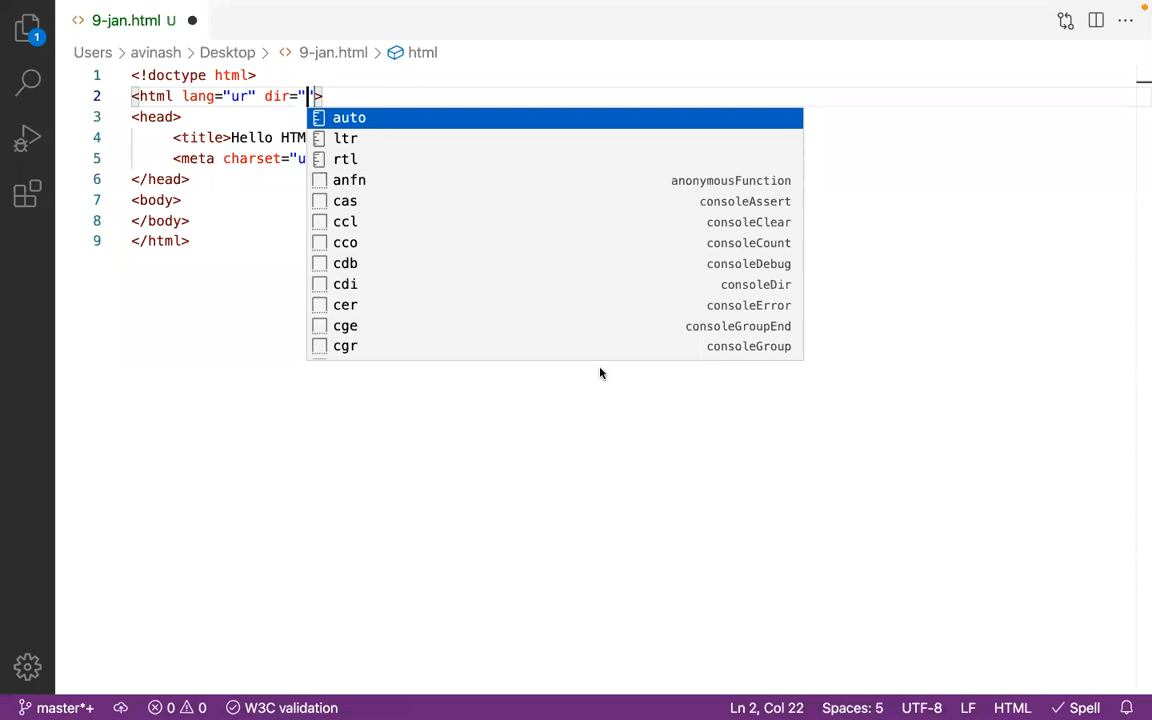 9-jan.html U
1
Users > avinash > Desktop > 9-jan.html > html
1 <!doctype html>
2 <html lang="ur" dir="">
3 <head>
4 <title>Hello HTM
5 <meta charset="u
6 </head>
7 <body>
8 </body>
9 </html>
auto
ltr
rtl
anfn anonymousFunction
cas consoleAssert
ccl consoleClear
cco consoleCount
cdb consoleDebug
cdi consoleDir
cer consoleError
cge consoleGroupEnd
cgr consoleGroup
master*+ 0 0 W3C validation Ln 2, Col 22 Spaces: 5 UTF-8 LF HTML Spell